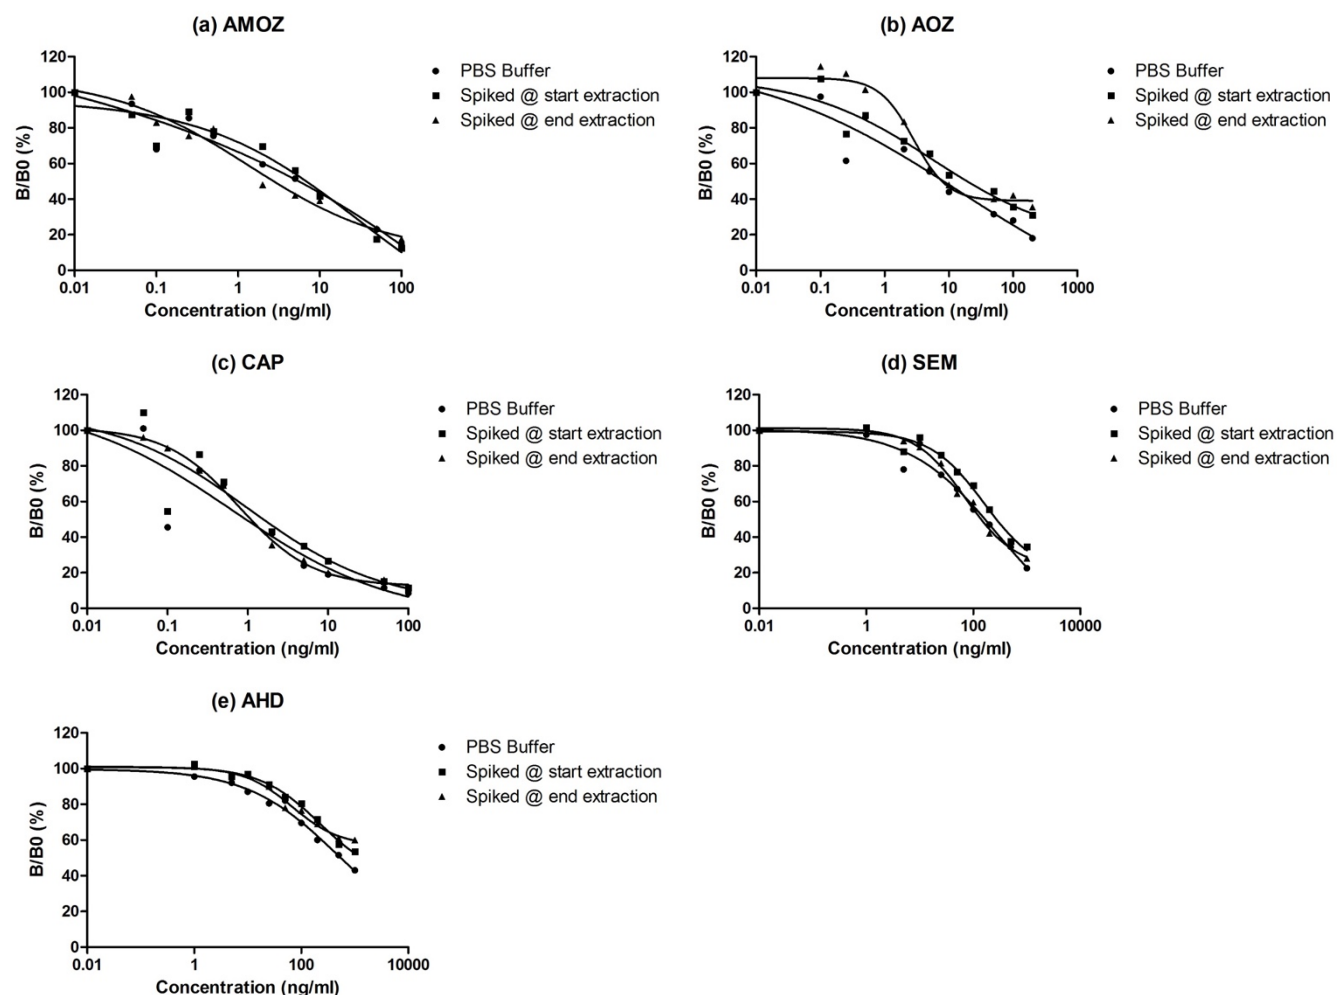 (a) AMOZ
B/B0 (%)
120
100
80
60
40
20
0
0.01 0.1 1 10 100
Concentration (ng/ml)
PBS Buffer
Spiked @ start extraction
Spiked @ end extraction
(b) AOZ
B/B0 (%)
120
100
80
60
40
20
0
0.01 0.1 1 10 100 1000
Concentration (ng/ml)
PBS Buffer
Spiked @ start extraction
Spiked @ end extraction
(c) CAP
B/B0 (%)
120
100
80
60
40
20
0
0.01 0.1 1 10 100
Concentration (ng/ml)
PBS Buffer
Spiked @ start extraction
Spiked @ end extraction
(d) SEM
B/B0 (%)
120
100
80
60
40
20
0
0.01 1 100 10000
Concentration (ng/ml)
PBS Buffer
Spiked @ start extraction
Spiked @ end extraction
(e) AHD
B/B0 (%)
120
100
80
60
40
20
0
0.01 1 100 10000
Concentration (ng/ml)
PBS Buffer
Spiked @ start extraction
Spiked @ end extraction